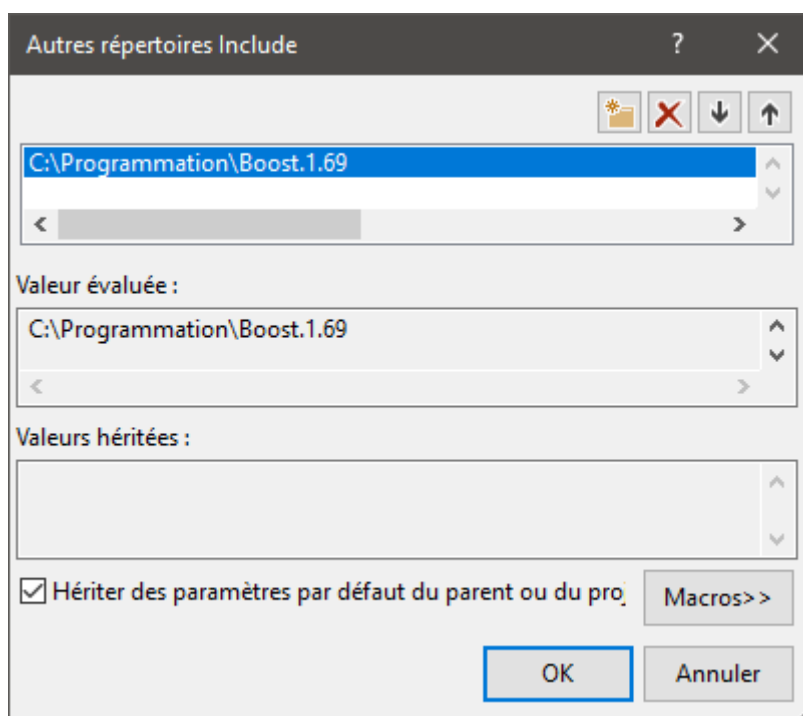 Autres répertoires Include
C:\Programmation\Boost.1.69
Valeur évaluée :
C:\Programmation\Boost.1.69
Valeurs héritées :
Hériter des paramètres par défaut du parent ou du proj
Macros>>
OK
Annuler